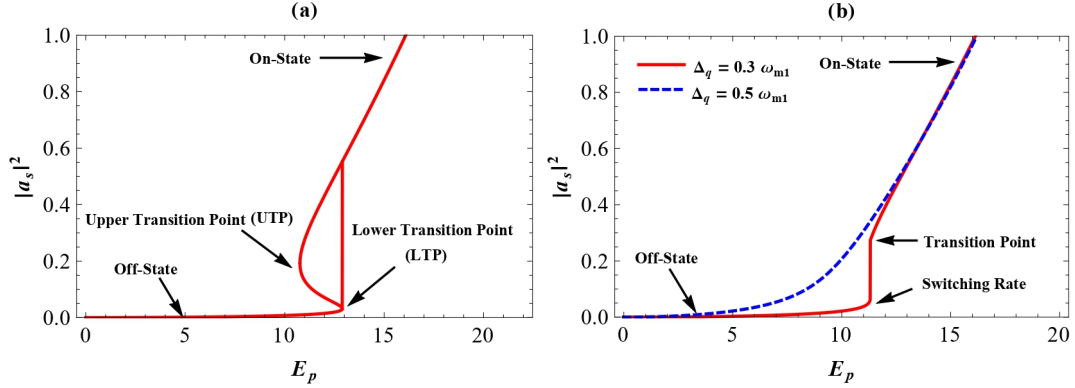 (a)
1.0
0.8
0.6
0.4
0.2
0.0
|a_s|^2
On-State
Upper Transition Point (UTP)
Lower Transition Point
(LTP)
Off-State
0 5 10 15 20
E_p
(b)
1.0
0.8
0.6
0.4
0.2
0.0
|a_s|^2
Δ_q = 0.3 ω_m1
Δ_q = 0.5 ω_m1
On-State
Off-State
Transition Point
Switching Rate
0 5 10 15 20
E_p